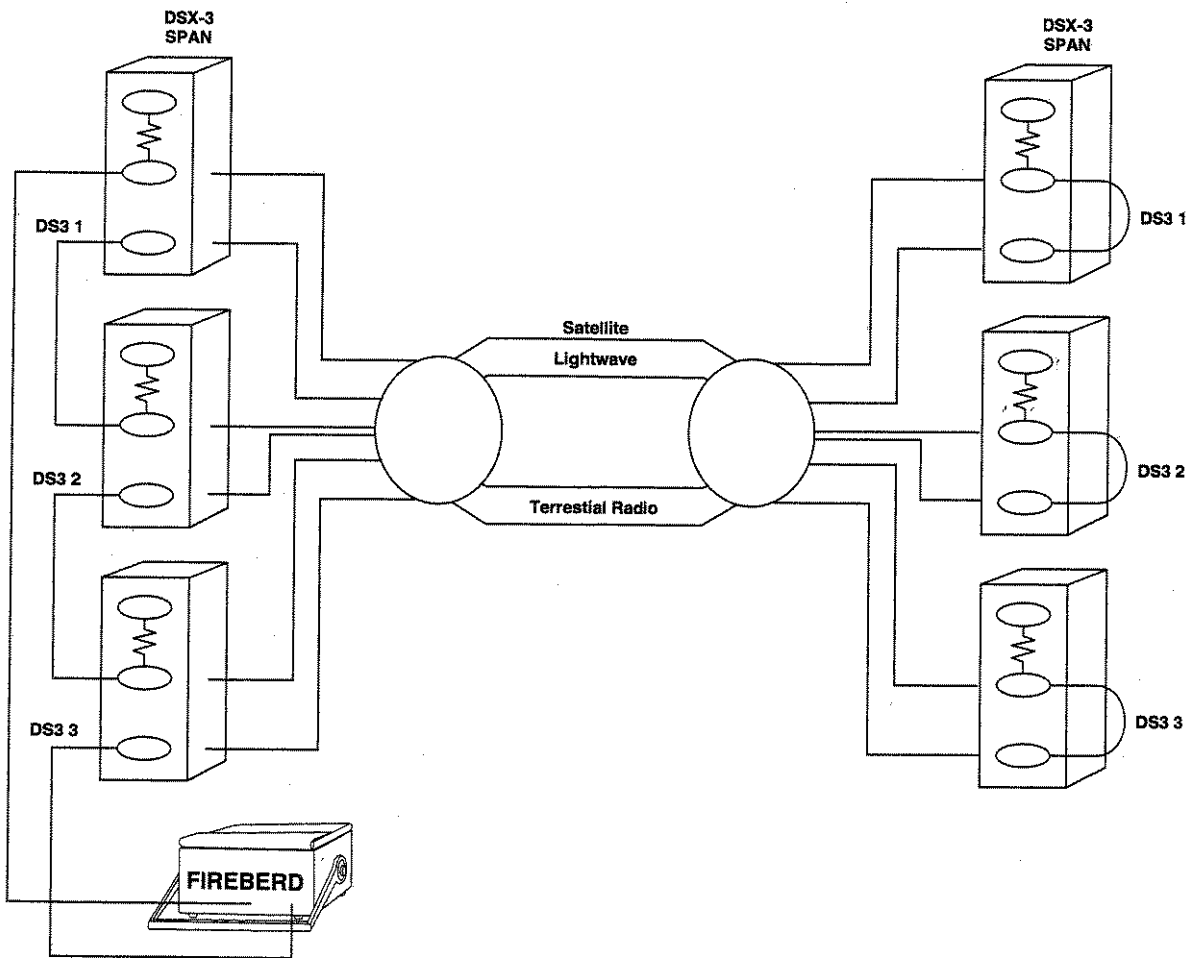 DSX-3
SPAN
DSX-3
SPAN
DS3 1
DS3 1
Satellite
Lightwave
DS3 2
DS3 2
Terrestial Radio
DS3 3
DS3 3
FIREBERD